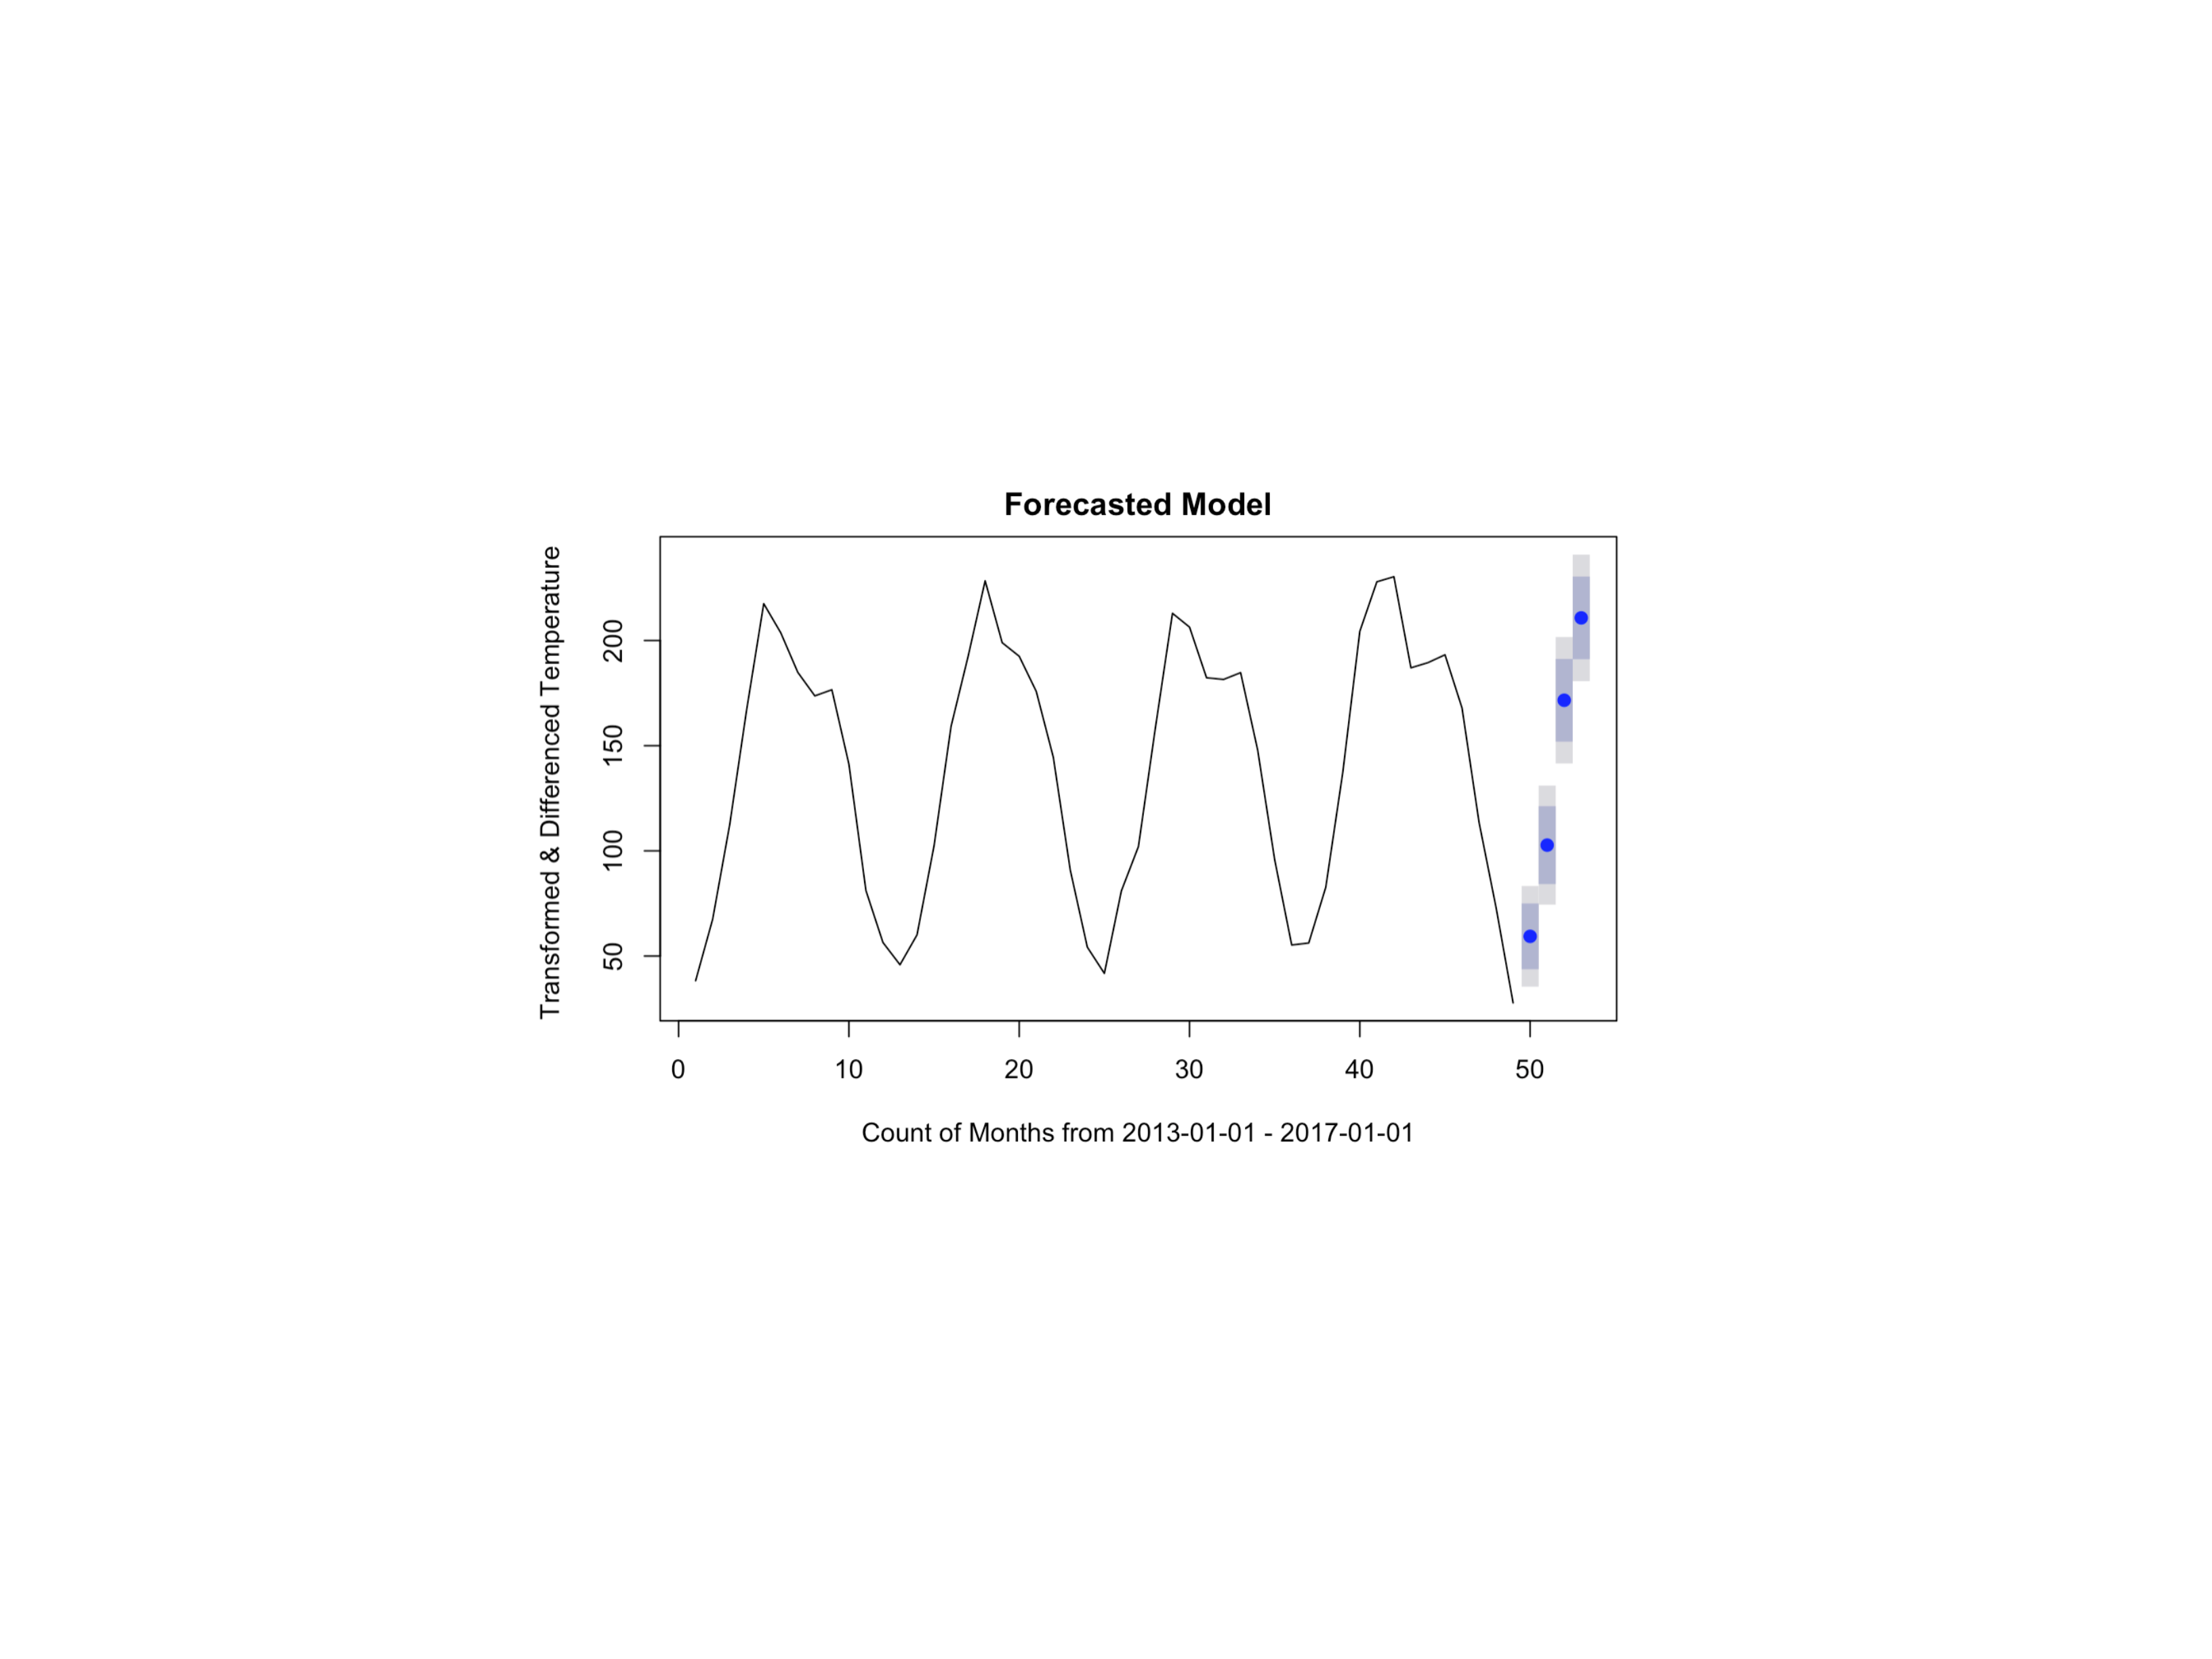 Forecasted Model
Transformed & Differenced Temperature
200
150
100
50
0 10 20 30 40 50
Count of Months from 2013-01-01 - 2017-01-01